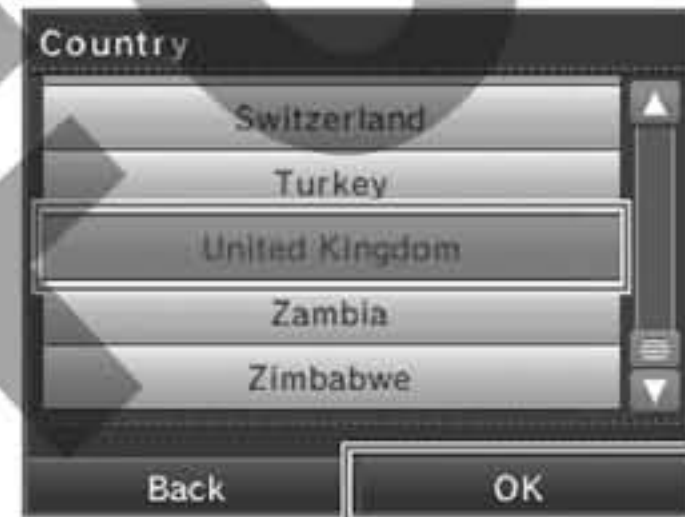 Country
Switzerland
Turkey
United Kingdom
Zambia
Zimbabwe
Back
OK